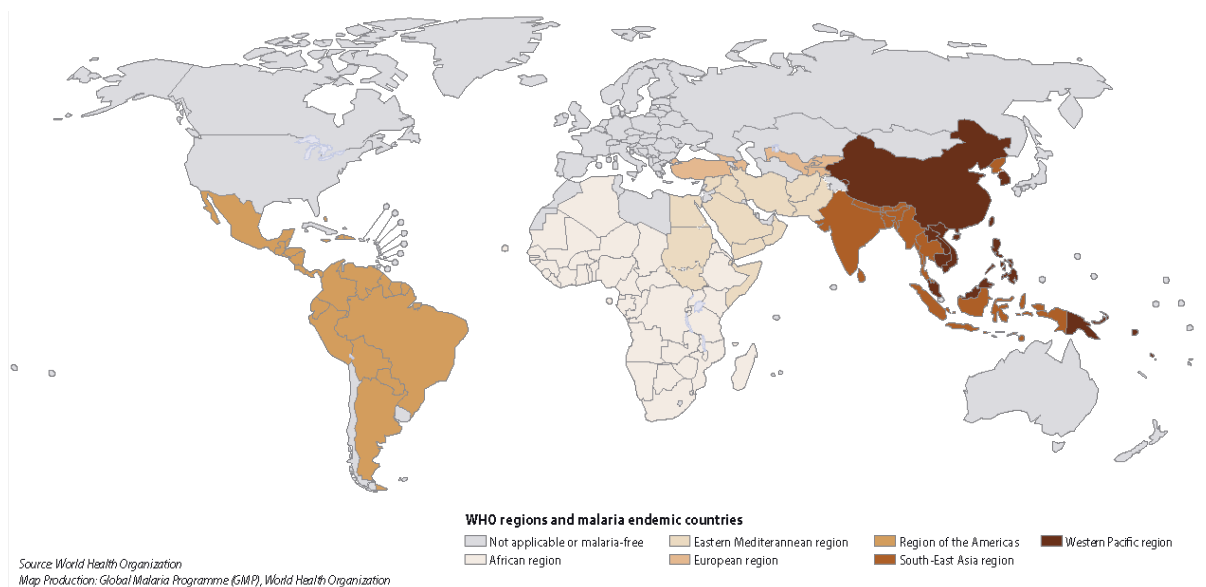 WHO regions and malaria endemic countries
Not applicable or malaria-free
Eastern Mediterranean region
Region of the Americas
Western Pacific region
African region
European region
South-East Asia region
Source: World Health Organization
Map Production: Global Malaria Programme (GMP), World Health Organization